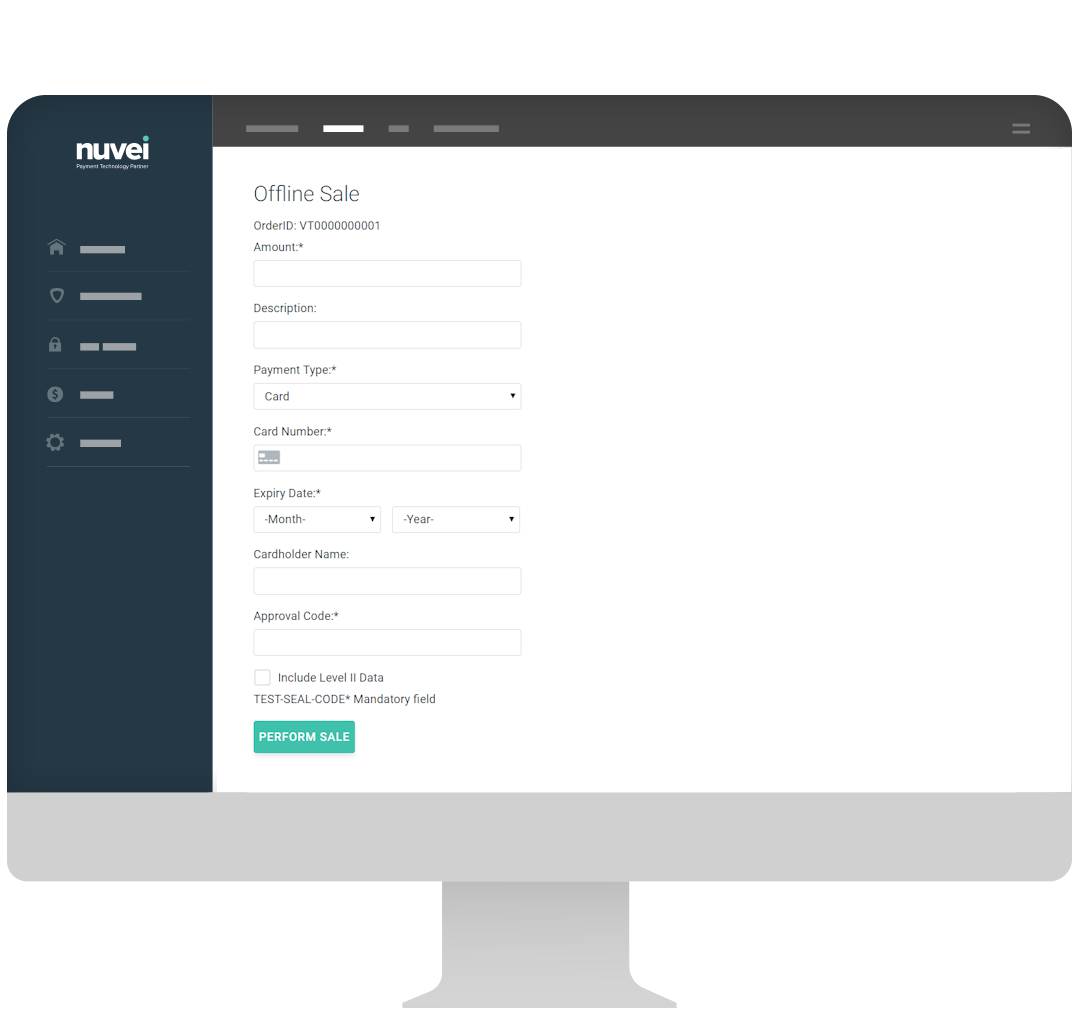 nuvei
Payment Technology Partner
Offline Sale
OrderID: VT0000000001
Amount:*
Description:
Payment Type:*
Card
Card Number:*
Expiry Date:*
-Month- -Year-
Cardholder Name:
Approval Code:*
Include Level II Data
TEST-SEAL-CODE* Mandatory field
PERFORM SALE